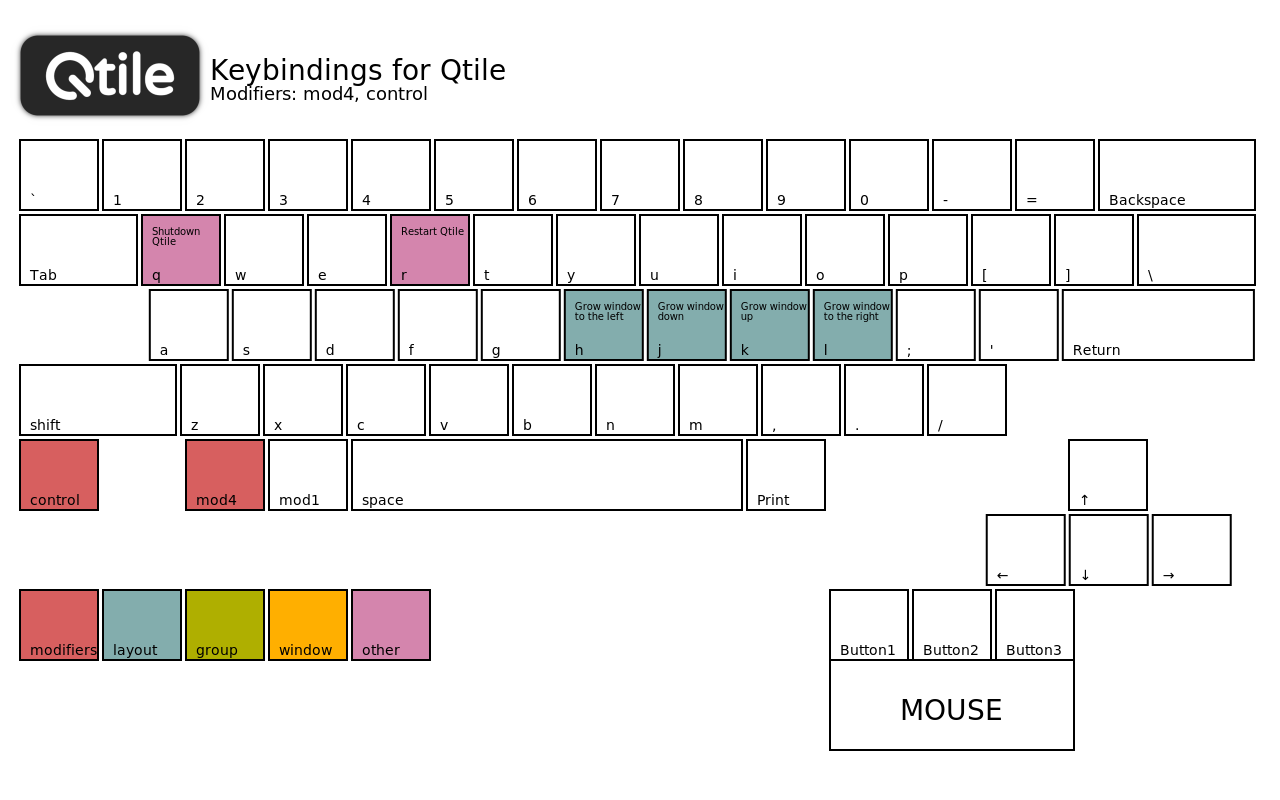 Qtile
Keybindings for Qtile
Modifiers: mod4, control
` 1 2 3 4 5 6 7 8 9 0 - = Backspace
Shutdown
Qtile
Restart Qtile
Tab q w e r t y u i o p [ ] \
Grow window
to the left
Grow window
down
Grow window
up
Grow window
to the right
a s d f g h j k l ; ' Return
shift z x c v b n m , . /
control mod4 mod1 space Print ↑
← ↓ →
modifiers layout group window other
Button1 Button2 Button3
MOUSE